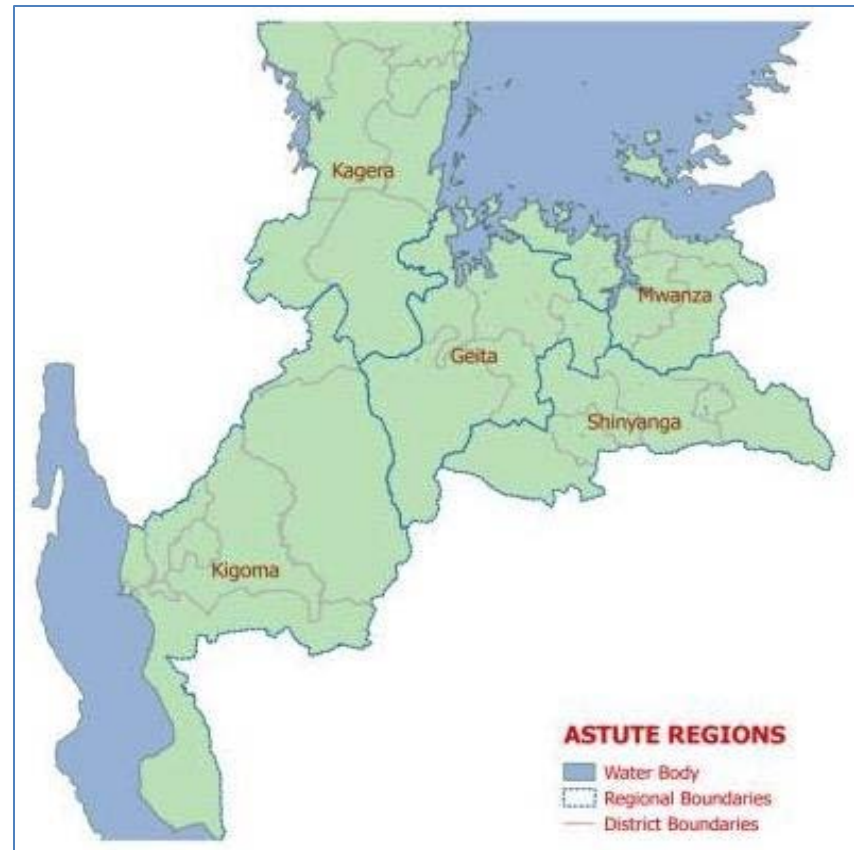 Kagera
Mwanza
Geita
Shinyanga
Kigoma
ASTUTE REGIONS
Water Body
Regional Boundaries
District Boundaries